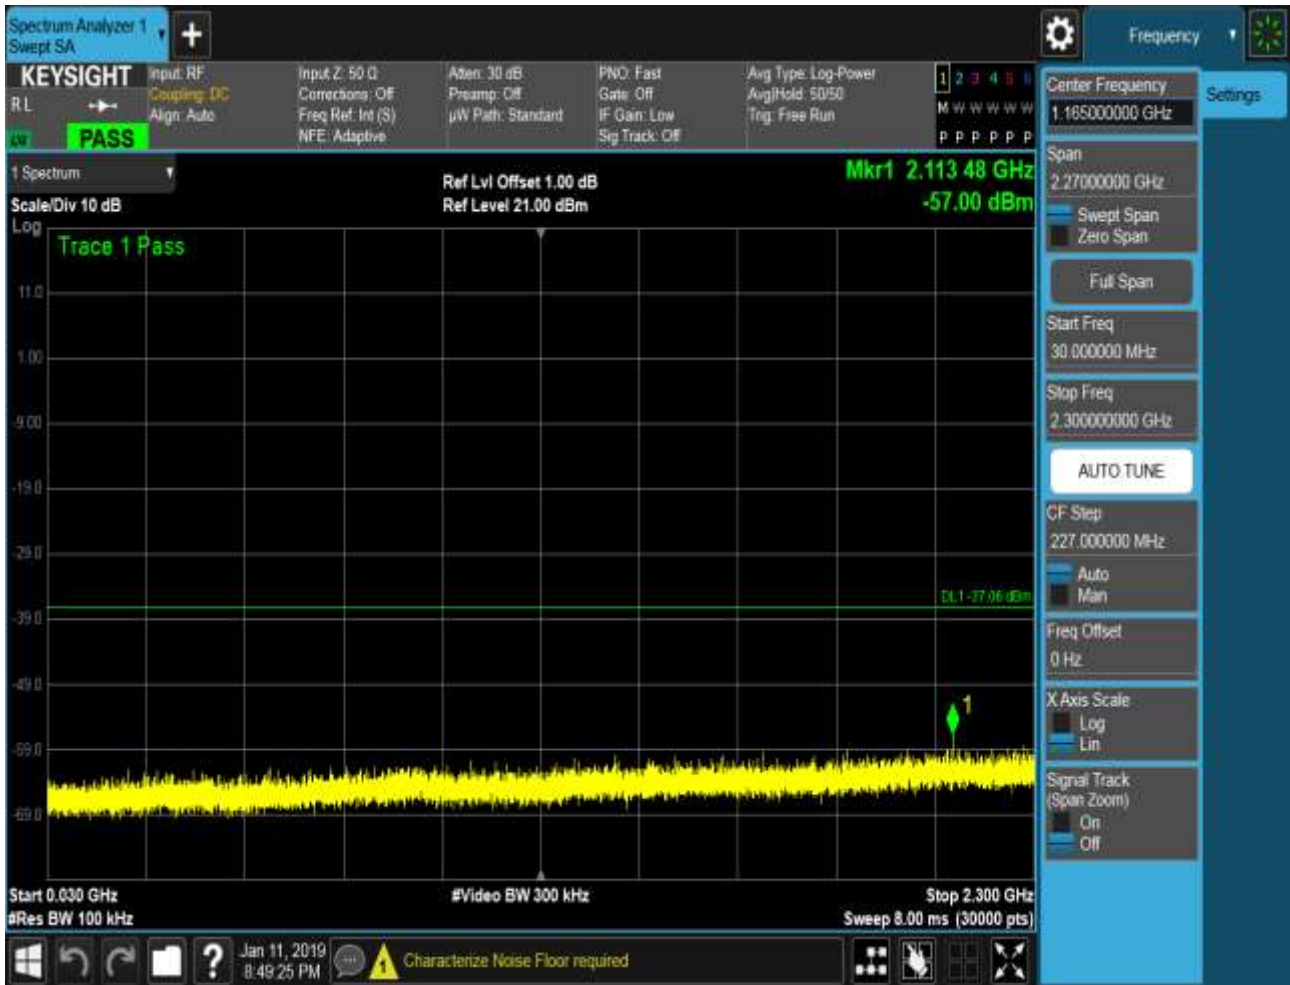 Spectrum Analyzer 1
Swept SA
+
Frequency
KEYSIGHT
Input: RF
Coupling: DC
Align: Auto
Input Z: 50 Ω
Corrections: Off
Freq Ref: Int (S)
NFE: Adaptive
Atten: 30 dB
Preamp: Off
µW Path: Standard
PNO: Fast
Gate: Off
IF Gain: Low
Sig Track: Off
Avg Type: Log-Power
Avg|Hold: 50/50
Trig: Free Run
1 2 3 4 5 6
M W W W W W
P P P P P P
RL
PASS
1 Spectrum
Scale/Div 10 dB
Ref Lvl Offset 1.00 dB
Ref Level 21.00 dBm
Mkr1 2.113 48 GHz
-57.00 dBm
Log
Trace 1 Pass
11.0
1.00
-9.00
-19.0
-29.0
DL1 -37.06 dBm
-39.0
-49.0
1
-59.0
-69.0
Start 0.030 GHz
#Video BW 300 kHz
Stop 2.300 GHz
#Res BW 100 kHz
Sweep 8.00 ms (30000 pts)
Center Frequency
1.165000000 GHz
Settings
Span
2.27000000 GHz
Swept Span
Zero Span
Full Span
Start Freq
30.000000 MHz
Stop Freq
2.300000000 GHz
AUTO TUNE
CF Step
227.000000 MHz
Auto
Man
Freq Offset
0 Hz
X Axis Scale
Log
Lin
Signal Track
(Span Zoom)
On
Off
?
Jan 11, 2019
8:49:25 PM
1
Characterize Noise Floor required